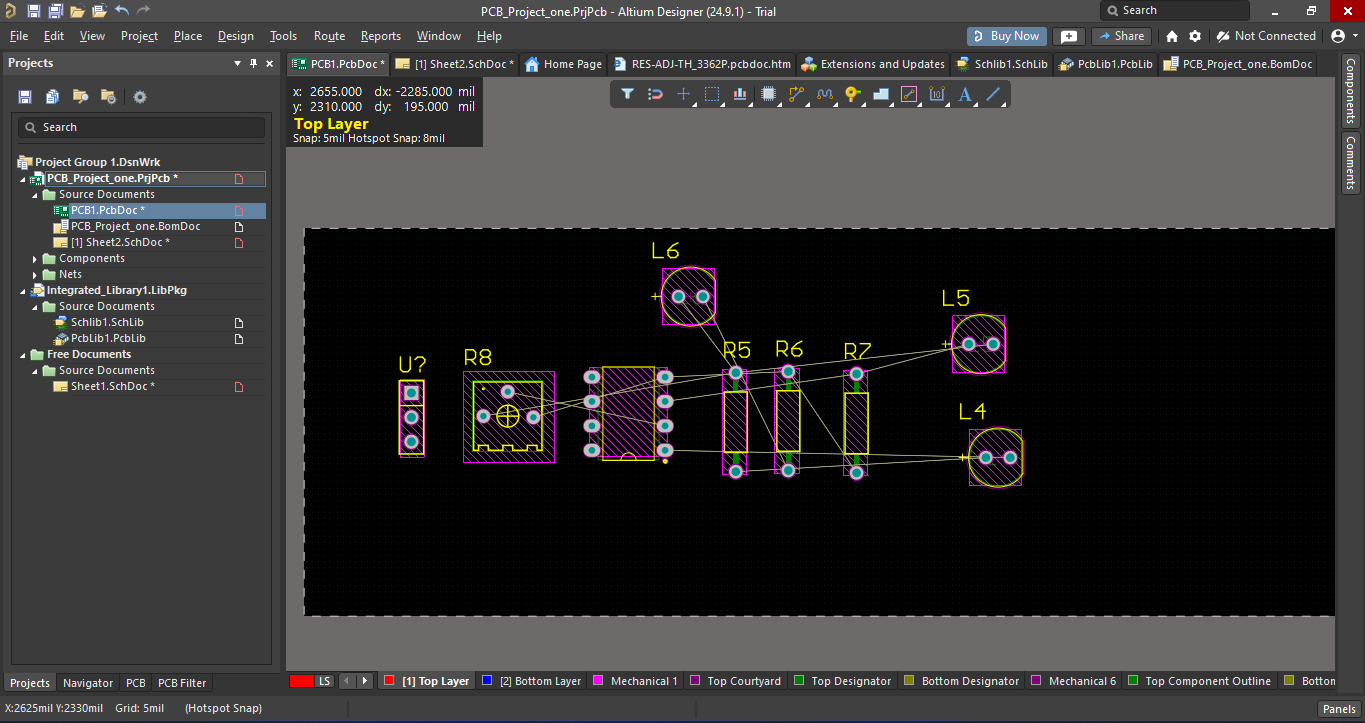 PCB_Project_one.PrjPcb - Altium Designer (24.9.1) - Trial
Search
File Edit View Project Place Design Tools Route Reports Window Help
Buy Now
Share
Not Connected
Projects
PCB1.PcbDoc * [1] Sheet2.SchDoc * Home Page RES-ADJ-TH_3362P.pcbdoc.htm Extensions and Updates Schlib1.SchLib PcbLib1.PcbLib PCB_Project_one.BomDoc
x: 2655.000 dx: -2285.000 mil
y: 2310.000 dy: 195.000 mil
Top Layer
Snap: 5mil Hotspot Snap: 8mil
Search
Project Group 1.DsnWrk
PCB_Project_one.PrjPcb *
Source Documents
PCB1.PcbDoc *
PCB_Project_one.BomDoc
[1] Sheet2.SchDoc *
Components
Nets
Integrated_Library1.LibPkg
Source Documents
Schlib1.SchLib
PcbLib1.PcbLib
Free Documents
Source Documents
Sheet1.SchDoc *
Components
Comments
L6
L5
U?
R8
R5
R6
R7
L4
Projects Navigator PCB PCB Filter
LS
[1] Top Layer [2] Bottom Layer Mechanical 1 Top Courtyard Top Designator Bottom Designator Mechanical 6 Top Component Outline Bottom
X:2625mil Y:2330mil Grid: 5mil (Hotspot Snap)
Panels